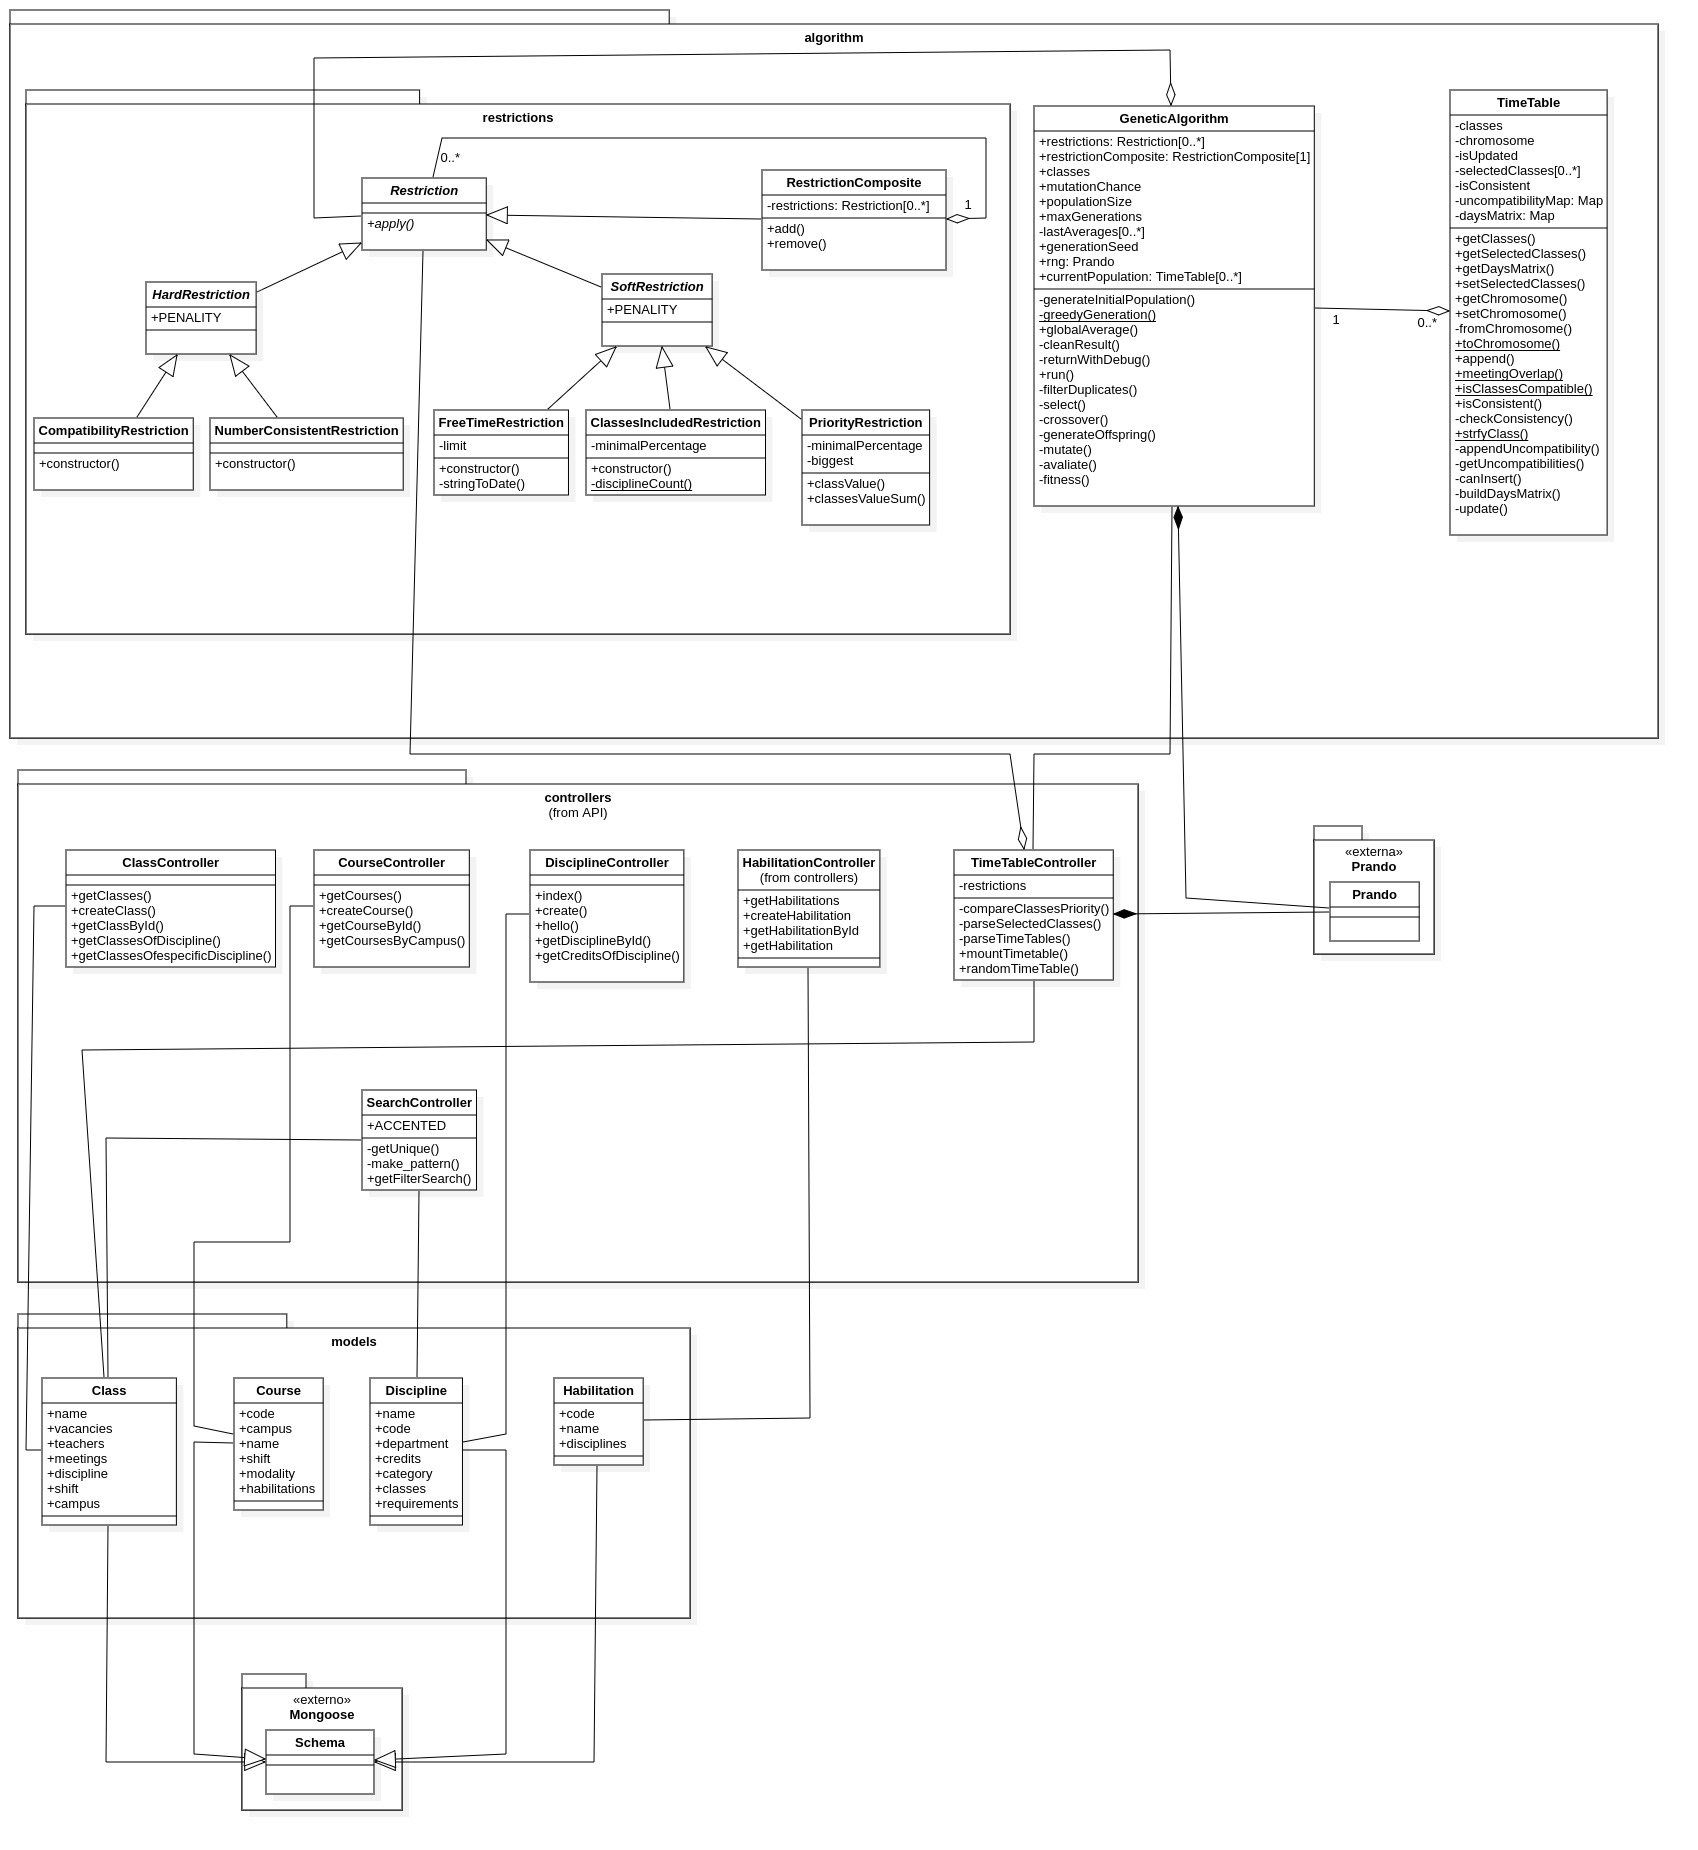 algorithm
restrictions
0..*
Restriction
+apply()
RestrictionComposite
-restrictions: Restriction[0..*]
+add()
+remove()
1
HardRestriction
+PENALITY
SoftRestriction
+PENALITY
CompatibilityRestriction
+constructor()
NumberConsistentRestriction
+constructor()
FreeTimeRestriction
-limit
+constructor()
-stringToDate()
ClassesIncludedRestriction
-minimalPercentage
+constructor()
-disciplineCount()
PriorityRestriction
-minimalPercentage
-biggest
+classValue()
+classesValueSum()
GeneticAlgorithm
+restrictions: Restriction[0..*]
+restrictionComposite: RestrictionComposite[1]
+classes
+mutationChance
+populationSize
+maxGenerations
-lastAverages[0..*]
+generationSeed
+rng: Prando
+currentPopulation: TimeTable[0..*]
-generateInitialPopulation()
-greedyGeneration()
+globalAverage()
-cleanResult()
-returnWithDebug()
+run()
-filterDuplicates()
-select()
-crossover()
-generateOffspring()
-mutate()
-avaliate()
-fitness()
1
0..*
TimeTable
-classes
-chromosome
-isUpdated
-selectedClasses[0..*]
-isConsistent
-uncompatibilityMap: Map
-daysMatrix: Map
+getClasses()
+getSelectedClasses()
+getDaysMatrix()
+setSelectedClasses()
+getChromosome()
+setChromosome()
-fromChromosome()
+toChromosome()
+append()
+meetingOverlap()
+isClassesCompatible()
+isConsistent()
-checkConsistency()
+strfyClass()
-appendUncompatibility()
-getUncompatibilities()
-canInsert()
-buildDaysMatrix()
-update()
controllers
(from API)
ClassController
+getClasses()
+createClass()
+getClassById()
+getClassesOfDiscipline()
+getClassesOfespecificDiscipline()
CourseController
+getCourses()
+createCourse()
+getCourseById()
+getCoursesByCampus()
DisciplineController
+index()
+create()
+hello()
+getDisciplineById()
+getCreditsOfDiscipline()
HabilitationController
(from controllers)
+getHabilitations
+createHabilitation
+getHabilitationById
+getHabilitation
TimeTableController
-restrictions
-compareClassesPriority()
-parseSelectedClasses()
-parseTimeTables()
+mountTimetable()
+randomTimeTable()
«externa»
Prando
Prando
SearchController
+ACCENTED
-getUnique()
-make_pattern()
+getFilterSearch()
models
Class
+name
+vacancies
+teachers
+meetings
+discipline
+shift
+campus
Course
+code
+campus
+name
+shift
+modality
+habilitations
Discipline
+name
+code
+department
+credits
+category
+classes
+requirements
Habilitation
+code
+name
+disciplines
«externo»
Mongoose
Schema